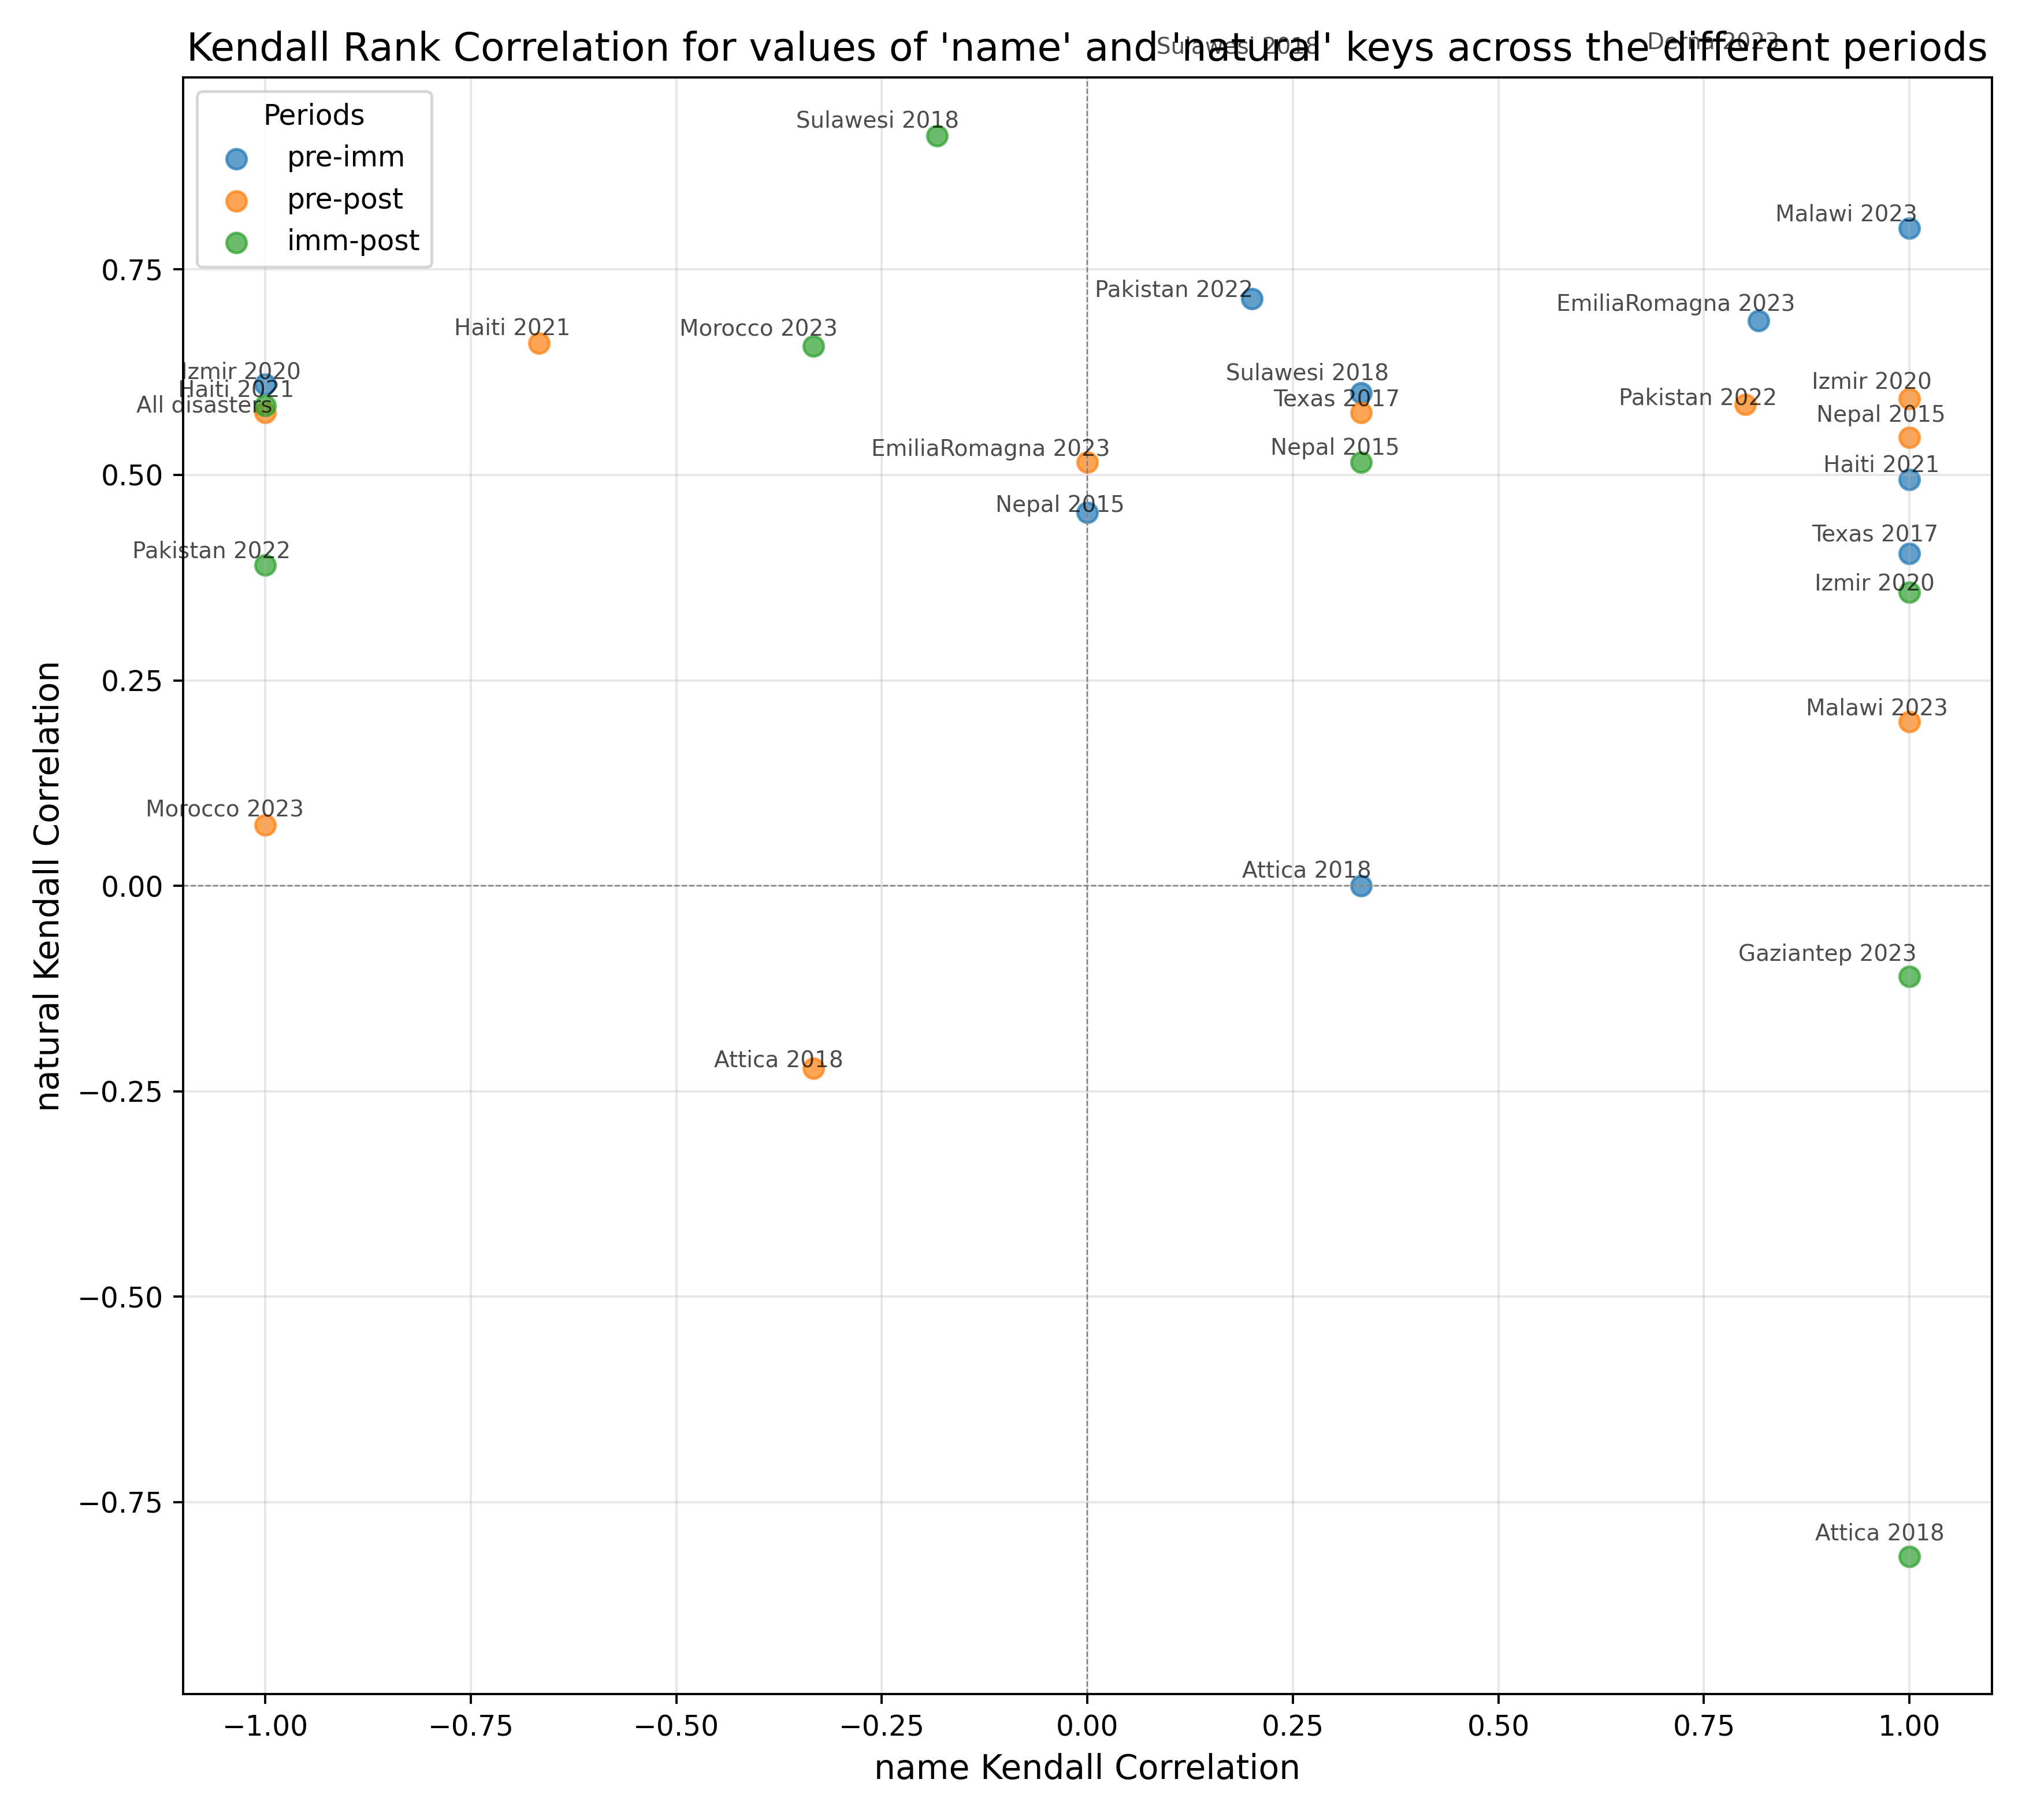 Kendall Rank Correlation for values of 'name' and 'natural' keys across the different periods
Sulawesi 2018
Derna 2023
Periods
pre-imm
pre-post
imm-post
Sulawesi 2018
Malawi 2023
Pakistan 2022
EmiliaRomagna 2023
Haiti 2021
Morocco 2023
Izmir 2020
Haiti 2021
All disasters
Sulawesi 2018
Texas 2017
Pakistan 2022
Izmir 2020
Nepal 2015
EmiliaRomagna 2023
Nepal 2015
Haiti 2021
Nepal 2015
Texas 2017
Pakistan 2022
Izmir 2020
Malawi 2023
Morocco 2023
Attica 2018
Gaziantep 2023
Attica 2018
Attica 2018
0.75
0.50
0.25
0.00
−0.25
−0.50
−0.75
natural Kendall Correlation
−1.00 −0.75 −0.50 −0.25 0.00 0.25 0.50 0.75 1.00
name Kendall Correlation